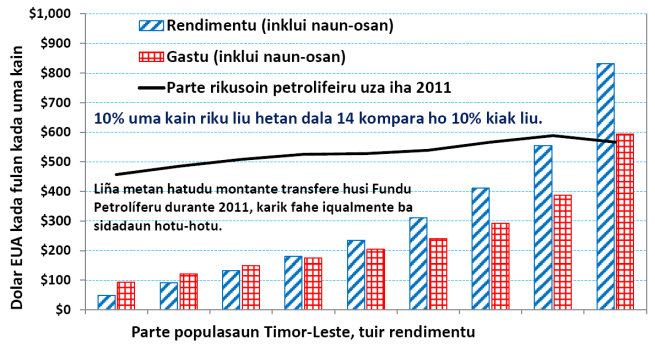 $1,000
$900
$800
$700
$600
$500
$400
$300
$200
$100
$0
Dolar EUA kada fulan kada uma kain
Rendimentu (inklui naun-osan)
Gastu (inklui naun-osan)
Parte rikusoin petrolifeiru uza iha 2011
10% uma kain riku liu hetan dala 14 kompara ho 10% kiak liu.
Liña metan hatudu montante transfere husi Fundu
Petrolíferu durante 2011, karik fahe iqualmente ba
sidadaun hotu-hotu.
Parte populasaun Timor-Leste, tuir rendimentu